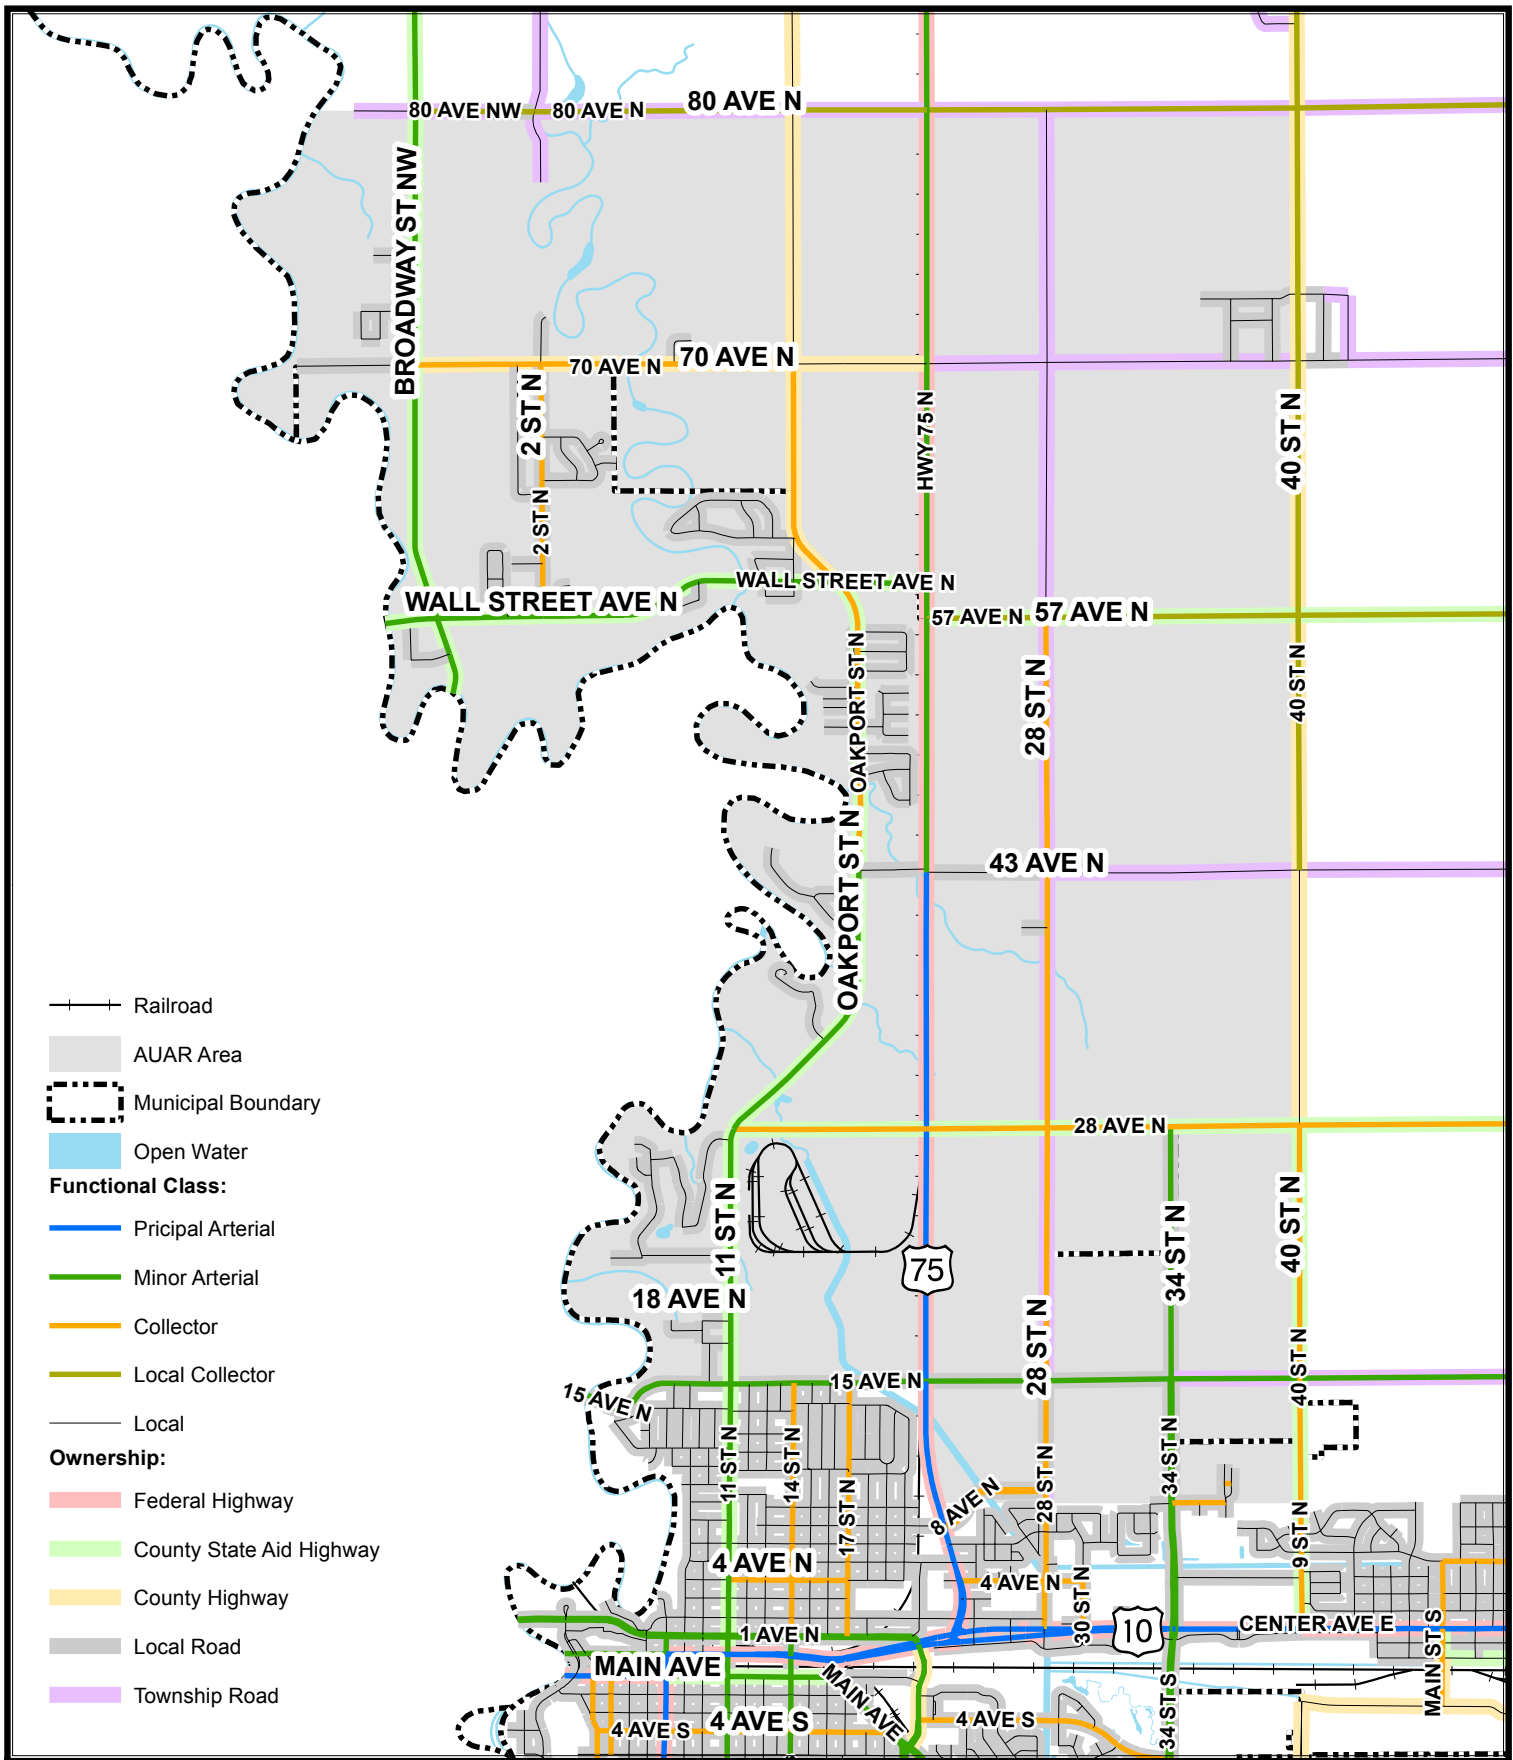 80 AVE NW
80 AVE N
80 AVE N
BROADWAY ST NW
70 AVE N
70 AVE N
2 ST N
2 ST N
HWY 75 N
40 ST N
WALL STREET AVE N
WALL STREET AVE N
57 AVE N
57 AVE N
OAKPORT ST N
28 ST N
40 ST N
OAKPORT ST N
43 AVE N
28 AVE N
11 ST N
75
34 ST N
40 ST N
18 AVE N
28 ST N
40 ST N
15 AVE N
15 AVE N
11 ST N
14 ST N
17 ST N
8 AVE N
28 ST N
34 ST N
9 ST N
4 AVE N
4 AVE N
30 ST N
10
CENTER AVE E
MAIN ST S
1 AVE N
MAIN AVE
MAIN AVE
4 AVE S
4 AVE S
4 AVE S
34 ST S
Railroad
AUAR Area
Municipal Boundary
Open Water
Functional Class:
Pricipal Arterial
Minor Arterial
Collector
Local Collector
Local
Ownership:
Federal Highway
County State Aid Highway
County Highway
Local Road
Township Road